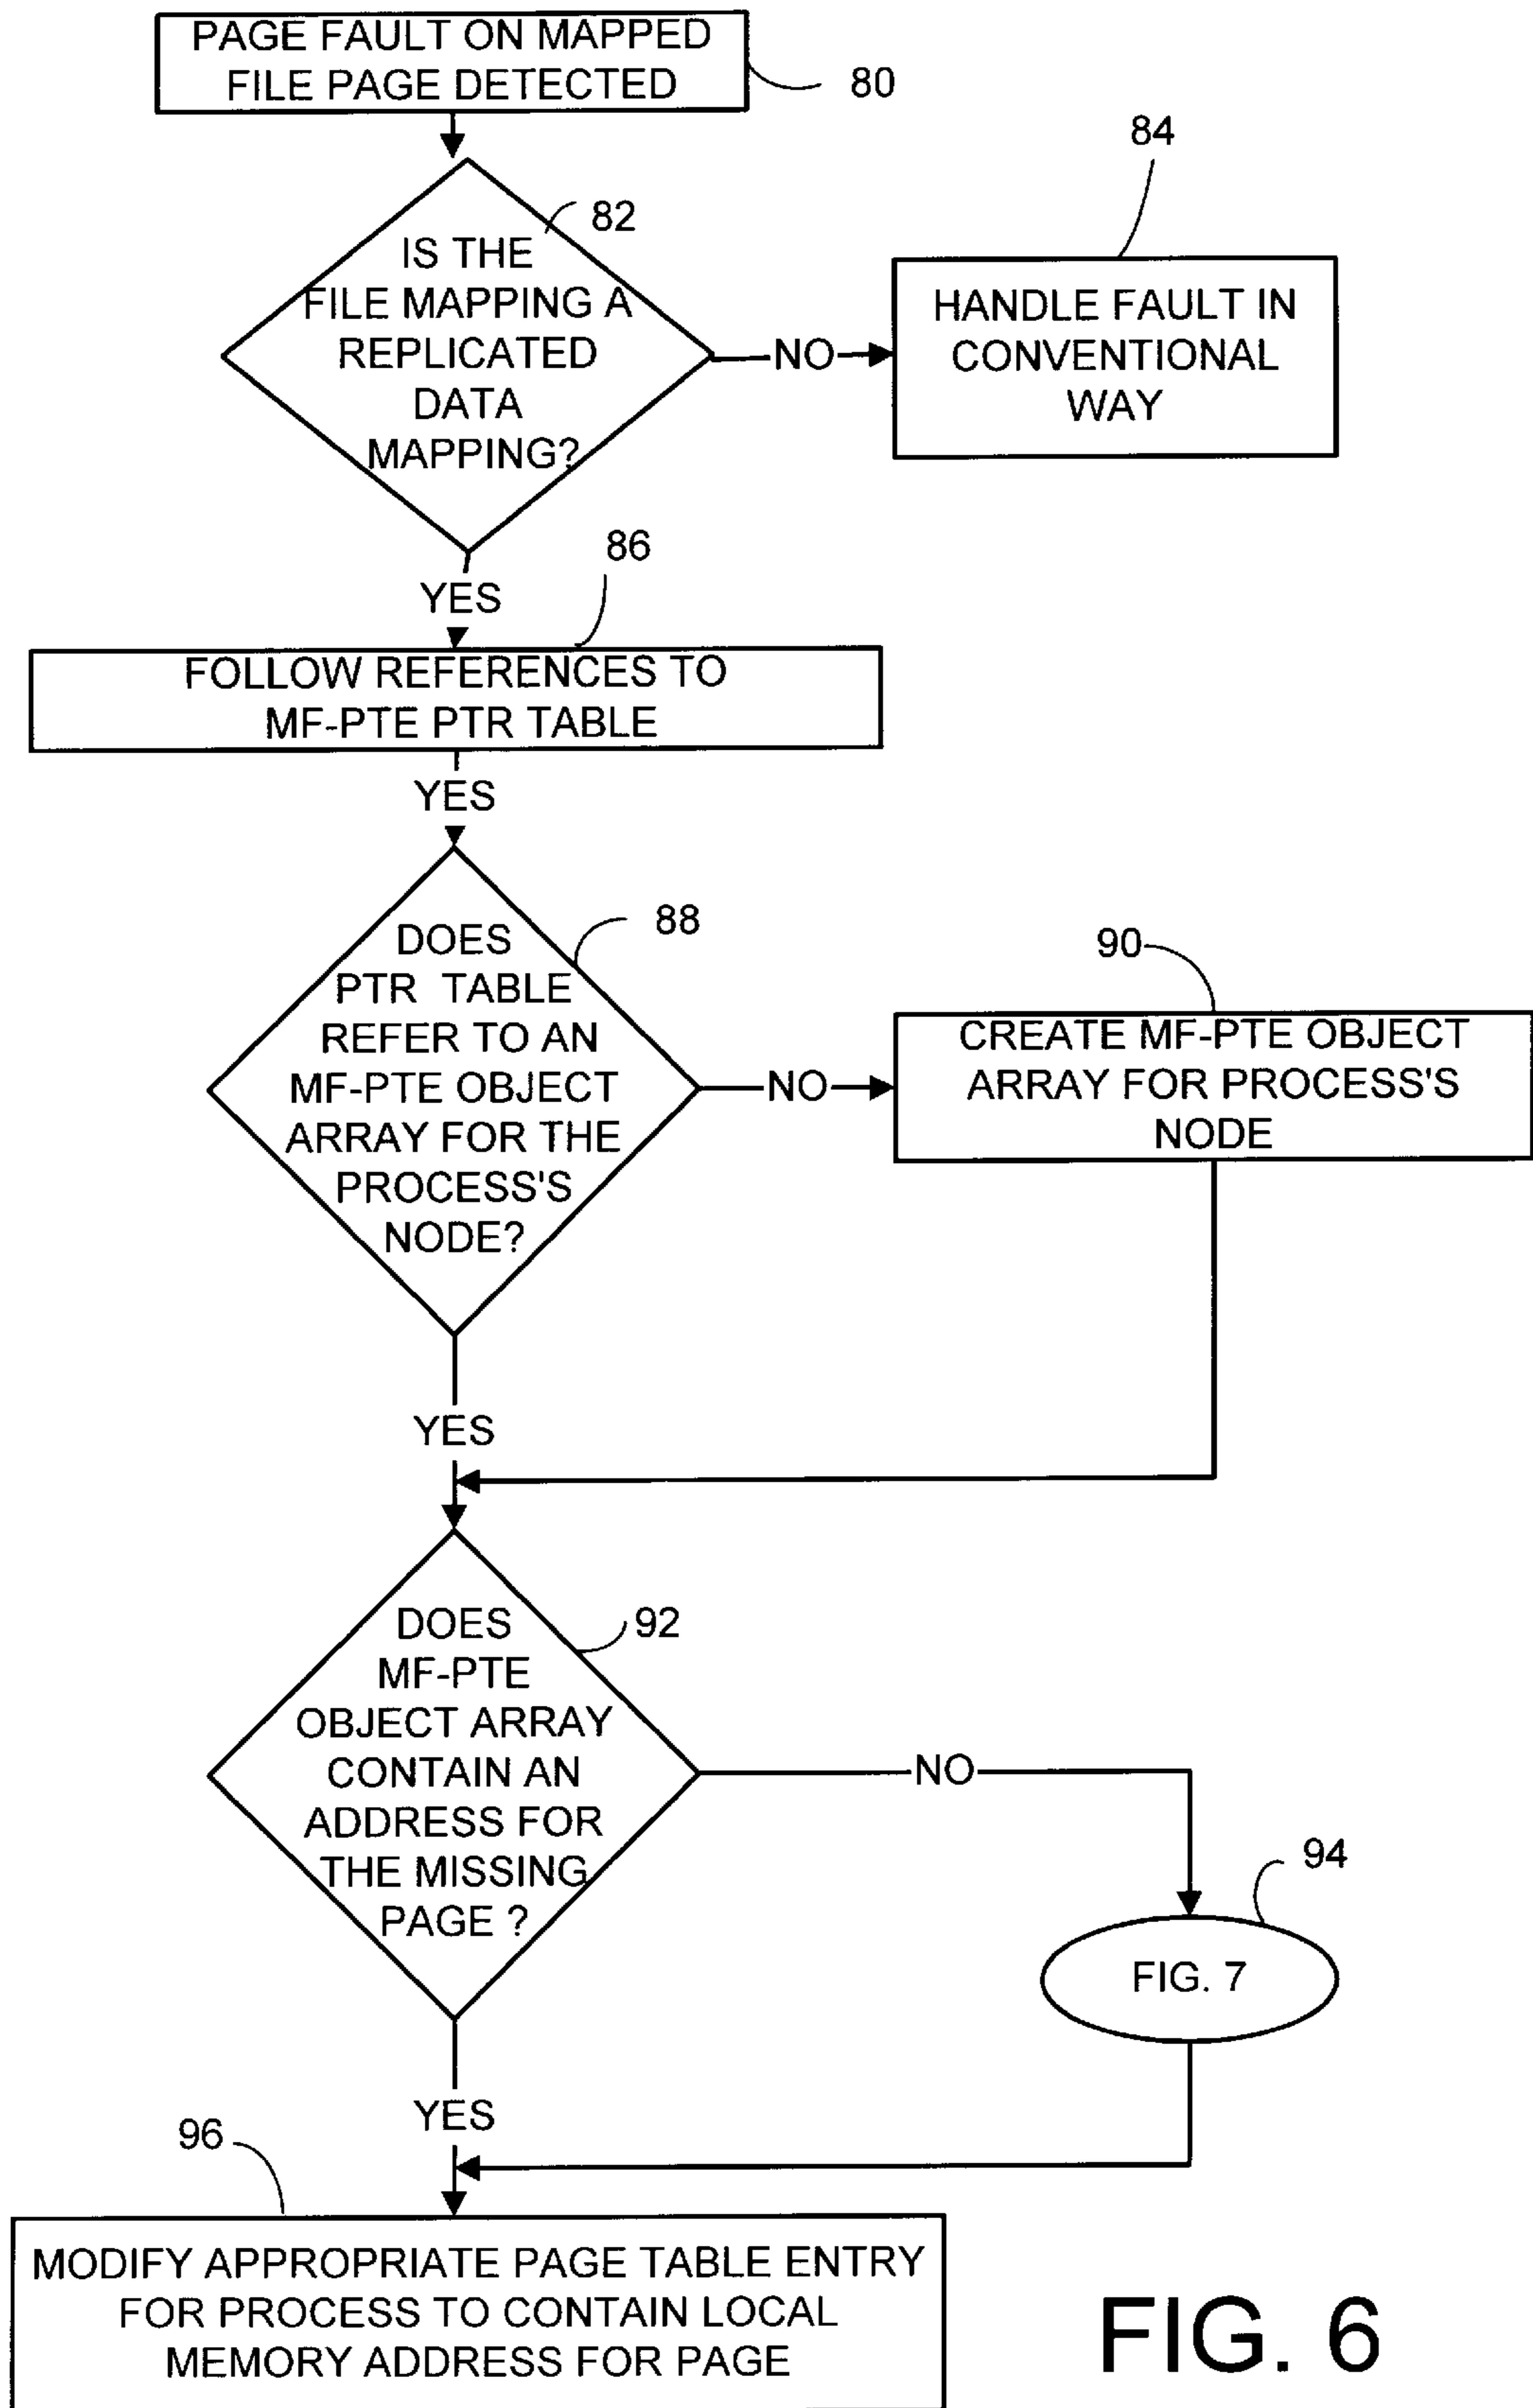 PAGE FAULT ON MAPPED
FILE PAGE DETECTED
80
82
IS THE
FILE MAPPING A
REPLICATED
DATA
MAPPING?
NO
84
HANDLE FAULT IN
CONVENTIONAL
WAY
YES
86
FOLLOW REFERENCES TO
MF-PTE PTR TABLE
YES
88
DOES
PTR TABLE
REFER TO AN
MF-PTE OBJECT
ARRAY FOR THE
PROCESS'S
NODE?
NO
90
CREATE MF-PTE OBJECT
ARRAY FOR PROCESS'S
NODE
YES
92
DOES
MF-PTE
OBJECT ARRAY
CONTAIN AN
ADDRESS FOR
THE MISSING
PAGE ?
NO
94
FIG. 7
YES
96
MODIFY APPROPRIATE PAGE TABLE ENTRY
FOR PROCESS TO CONTAIN LOCAL
MEMORY ADDRESS FOR PAGE
FIG. 6